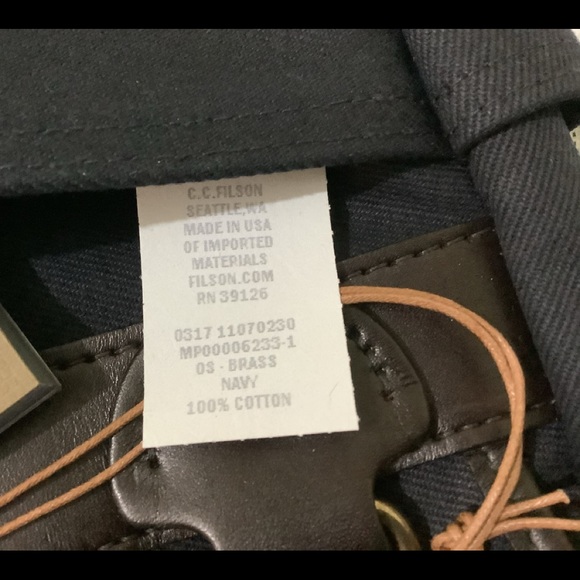 C.C.FILSON
SEATTLE,WA
MADE IN USA
OF IMPORTED
MATERIALS
FILSON.COM
RN 39126
0317 11070230
MP00006233-1
OS - BRASS
NAVY
100% COTTON